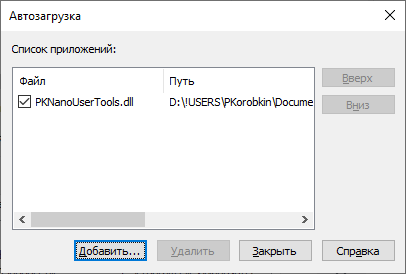 Автозагрузка
Список приложений:
Файл Путь
PKNanoUserTools.dll D:\!USERS\PKorobkin\Docume
Вверх
Вниз
Добавить... Удалить Закрыть Справка